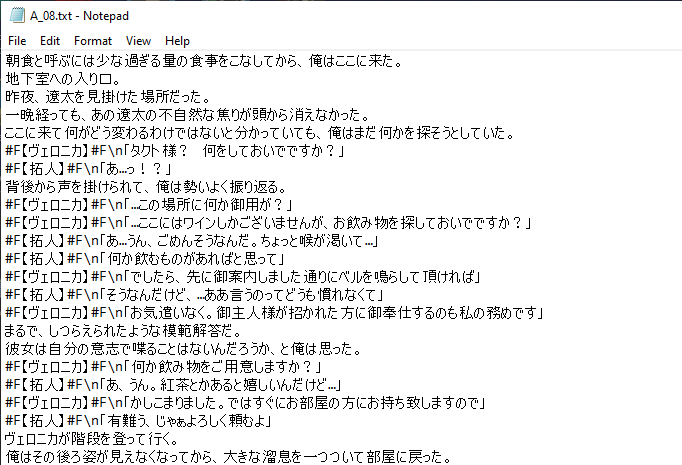 A_08.txt - Notepad
File Edit Format View Help
朝食と呼ぶには少な過ぎる量の食事をこなしてから、俺はここに来た。
地下室への入り口。
昨夜、遼太を見掛けた場所だった。
一晩経っても、あの遼太の不自然な焦りが頭から消えなかった。
ここに来て何がどう変わるわけではないと分かっていても、俺はまだ何かを探そうとしていた。
#F【ヴェロニカ】#F\n「タクト様？　何をしておいでですか？」
#F【拓人】#F\n「あ…っ！？」
背後から声を掛けられて、俺は勢いよく振り返る。
#F【ヴェロニカ】#F\n「…この場所に何か御用が？」
#F【ヴェロニカ】#F\n「…ここにはワインしかございませんが、お飲み物を探しておいでですか？」
#F【拓人】#F\n「あ…うん、ごめんそうなんだ。ちょっと喉が渇いて…」
#F【拓人】#F\n「何か飲むものがあればと思って」
#F【ヴェロニカ】#F\n「でしたら、先に御案内しました通りにベルを鳴らして頂ければ」
#F【拓人】#F\n「そうなんだけど、…ああ言うのってどうも慣れなくて」
#F【ヴェロニカ】#F\n「お気遣いなく。御主人様が招かれた方に御奉仕するのも私の務めです」
まるで、しつらえられたような模範解答だ。
彼女は自分の意志で喋ることはないんだろうか、と俺は思った。
#F【ヴェロニカ】#F\n「何か飲み物をご用意しますか？」
#F【拓人】#F\n「あ、うん。紅茶とかあると嬉しいんだけど…」
#F【ヴェロニカ】#F\n「かしこまりました。ではすぐにお部屋の方にお持ち致しますので」
#F【拓人】#F\n「有難う、じゃぁよろしく頼むよ」
ヴェロニカが階段を登って行く。
俺はその後ろ姿が見えなくなってから、大きな溜息を一つついて部屋に戻った。